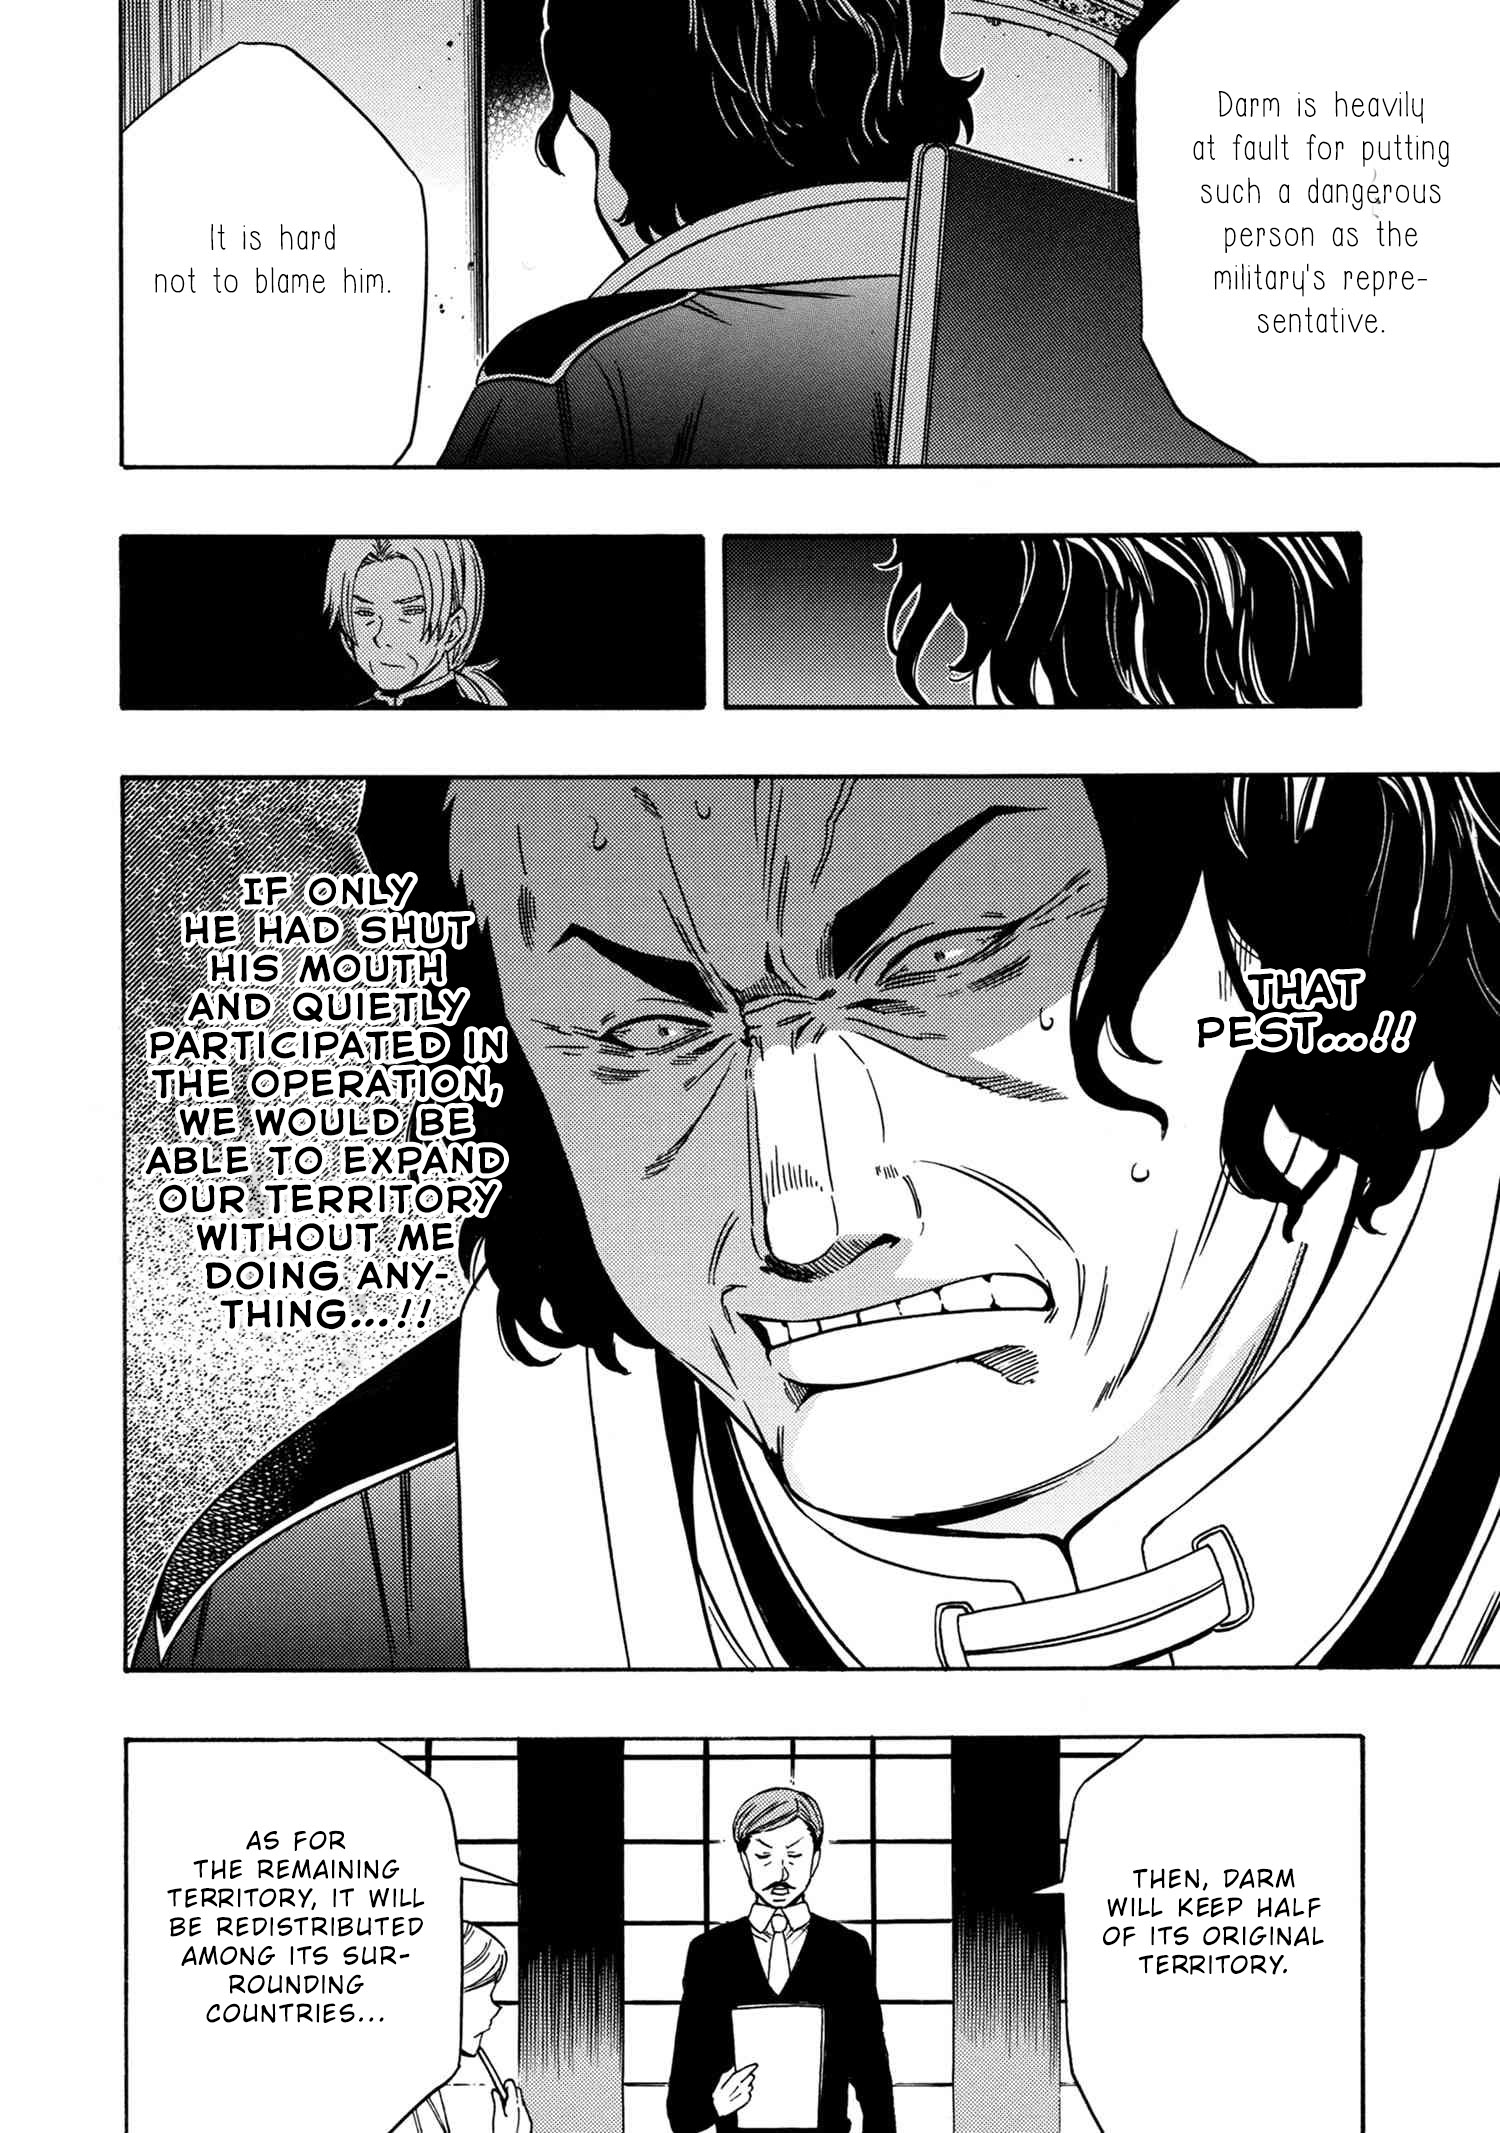 Darm is heavily
at fault for putting
such a dangerous
person as the
military's repre-
sentative.
It is hard
not to blame him.
THAT
PEST...!!
IF ONLY
HE HAD SHUT
HIS MOUTH
AND QUIETLY
PARTICIPATED IN
THE OPERATION,
WE WOULD BE
ABLE TO EXPAND
OUR TERRITORY
WITHOUT ME
DOING ANY-
THING...!!
THEN, DARM
WILL KEEP HALF
OF ITS ORIGINAL
TERRITORY.
AS FOR
THE REMAINING
TERRITORY, IT WILL
BE REDISTRIBUTED
AMONG ITS SUR-
ROUNDING
COUNTRIES...